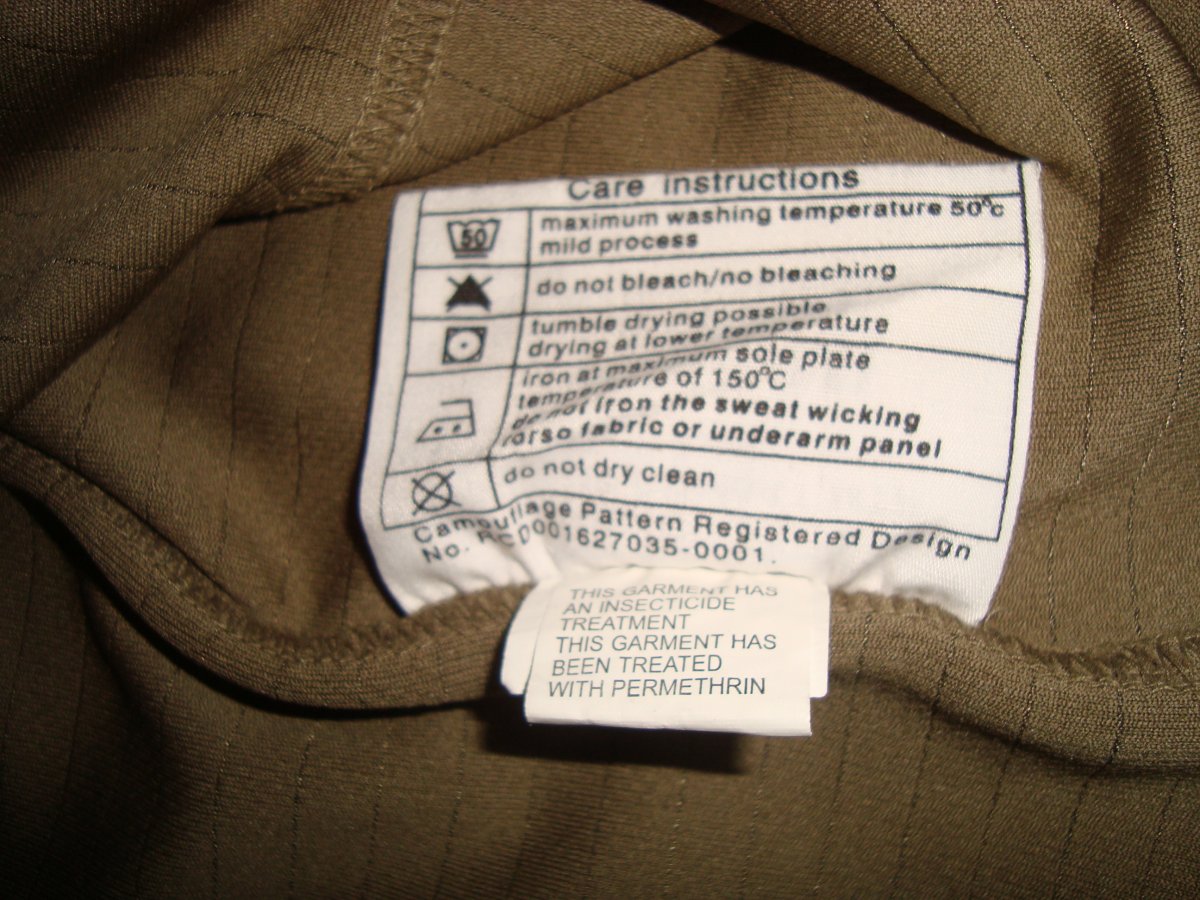 Care instructions
50
maximum washing temperature 50°c
mild process
do not bleach/no bleaching
tumble drying possible
drying at lower temperature
iron at maximum sole plate
temperature of 150°C
do not iron the sweat wicking
torso fabric or underarm panel
do not dry clean
Camouflage Pattern Registered Design
No. RCD001627035-0001.
THIS GARMENT HAS
AN INSECTICIDE
TREATMENT
THIS GARMENT HAS
BEEN TREATED
WITH PERMETHRIN